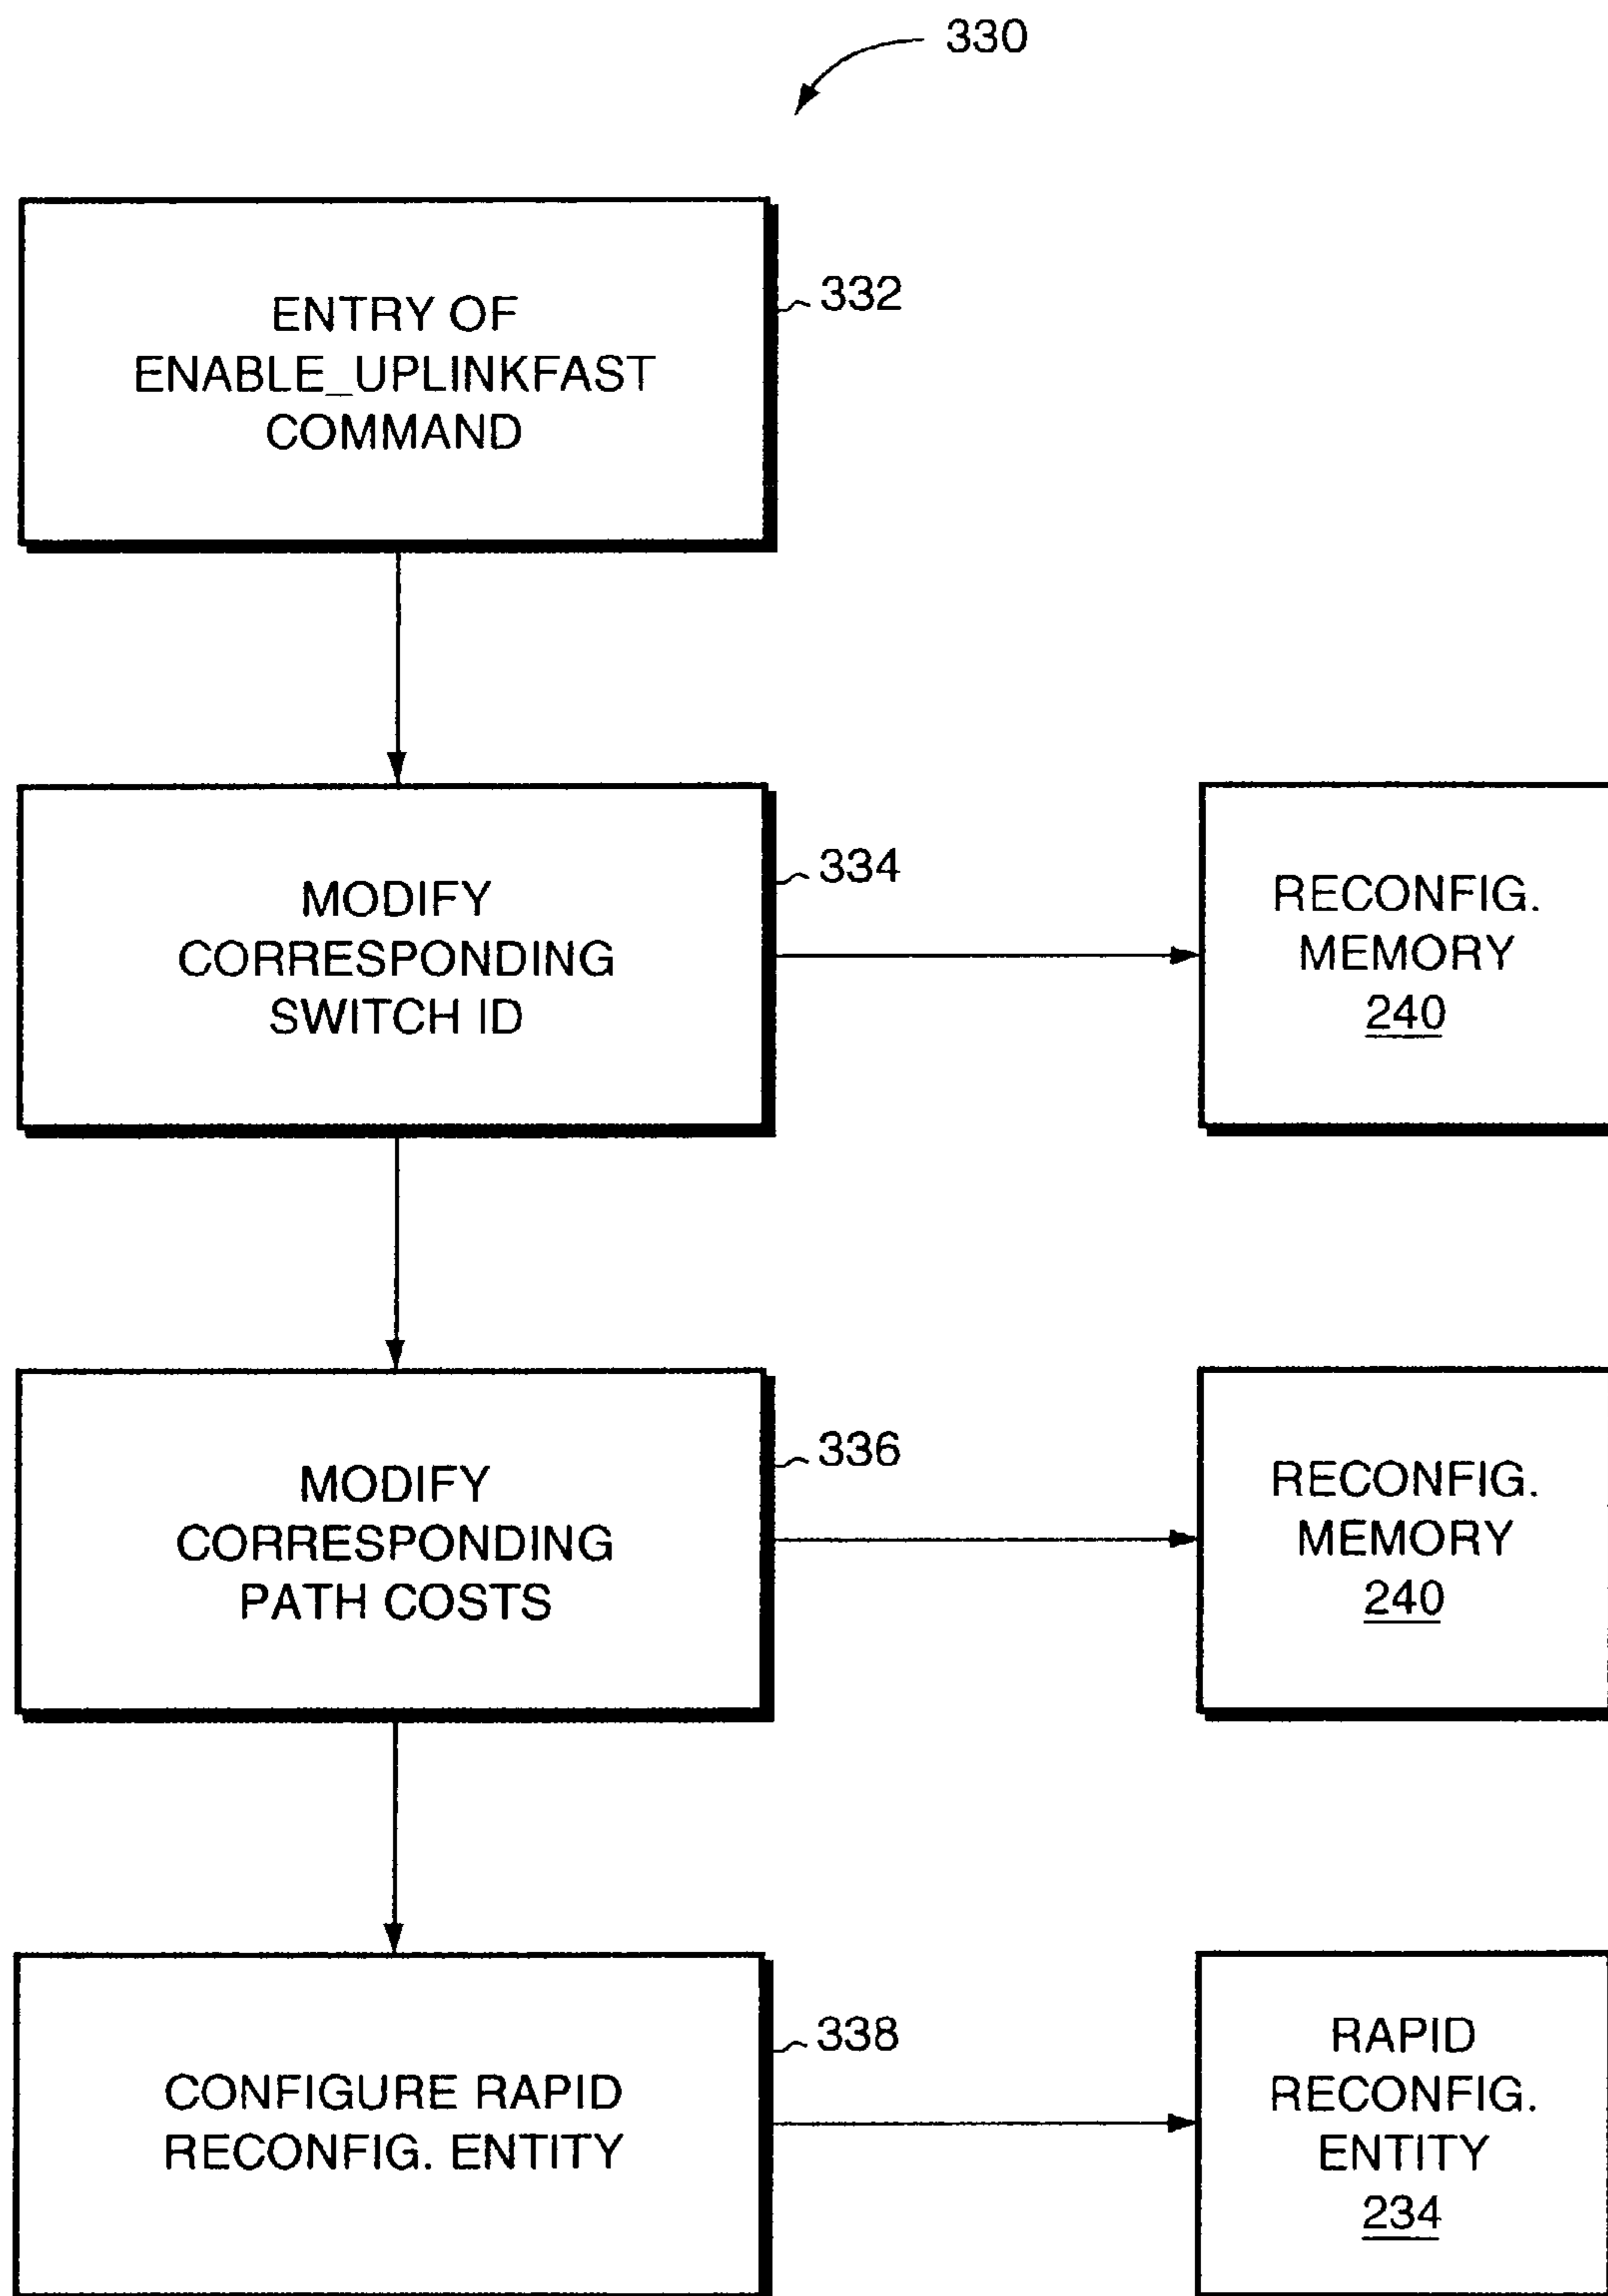 330
ENTRY OF
ENABLE_UPLINKFAST
COMMAND
332
MODIFY
CORRESPONDING
SWITCH ID
334
RECONFIG.
MEMORY
240
MODIFY
CORRESPONDING
PATH COSTS
336
RECONFIG.
MEMORY
240
CONFIGURE RAPID
RECONFIG. ENTITY
338
RAPID
RECONFIG.
ENTITY
234